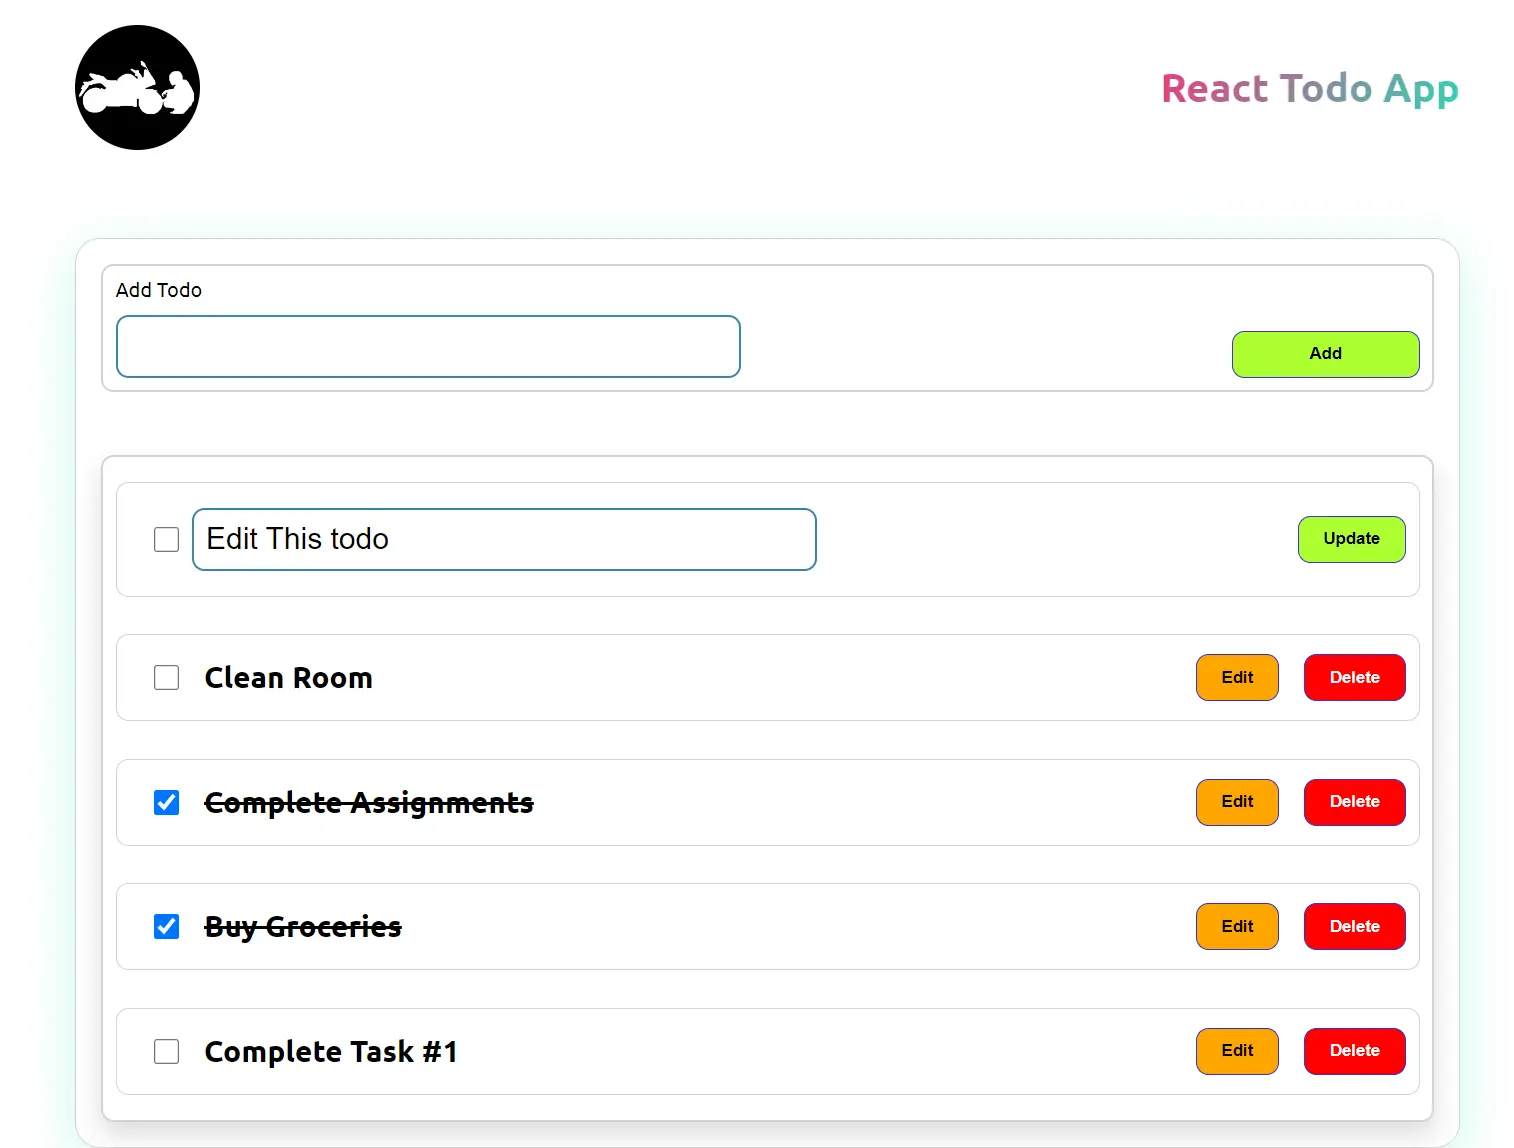 React Todo App
Add Todo
Add
Edit This todo
Update
Clean Room
Edit
Delete
Complete Assignments
Edit
Delete
Buy Groceries
Edit
Delete
Complete Task #1
Edit
Delete